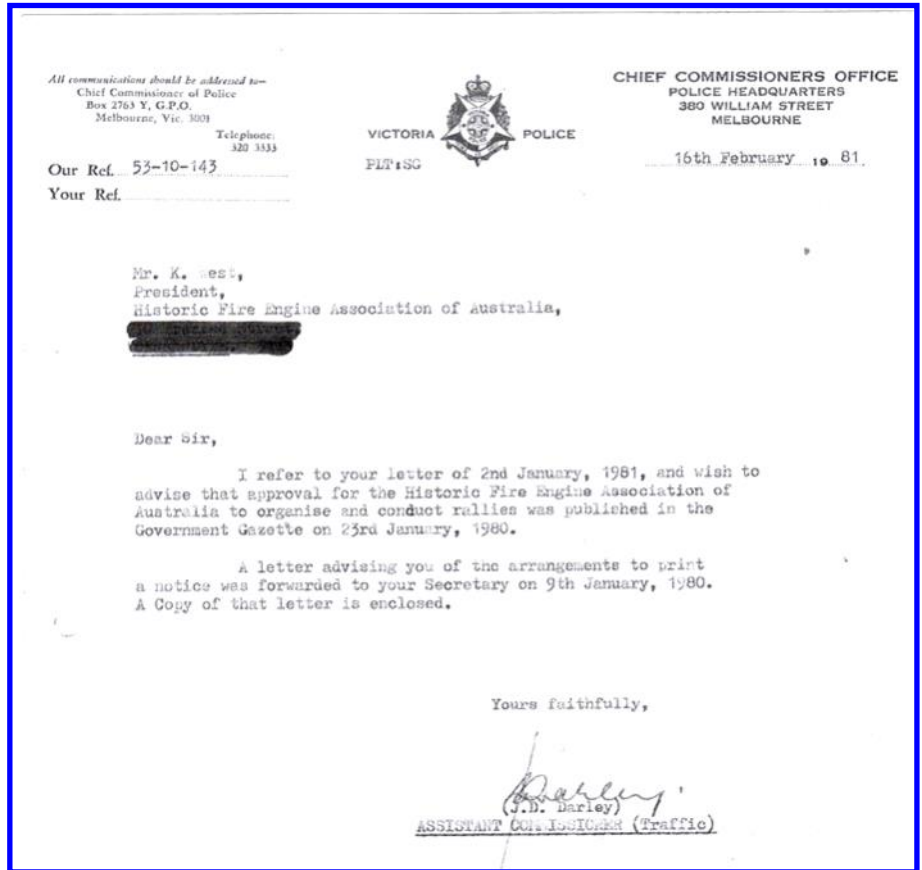 All communications should be addressed to—
Chief Commissioner of Police
Box 2763 Y, G.P.O.
Melbourne, Vic. 3001
Telephone:
320 3333
Our Ref. 53-10-143
Your Ref.
VICTORIA POLICE
PLT:SG
CHIEF COMMISSIONERS OFFICE
POLICE HEADQUARTERS
380 WILLIAM STREET
MELBOURNE
16th February 19 81
Mr. K. West,
President,
Historic Fire Engine Association of Australia,
Dear Sir,
I refer to your letter of 2nd January, 1981, and wish to
advise that approval for the Historic Fire Engine Association of
Australia to organise and conduct rallies was published in the
Government Gazette on 23rd January, 1980.
A letter advising you of the arrangements to print
a notice was forwarded to your Secretary on 9th January, 1980.
A Copy of that letter is enclosed.
Yours faithfully,
(J.D. Darley)
ASSISTANT COMMISSIONER (Traffic)